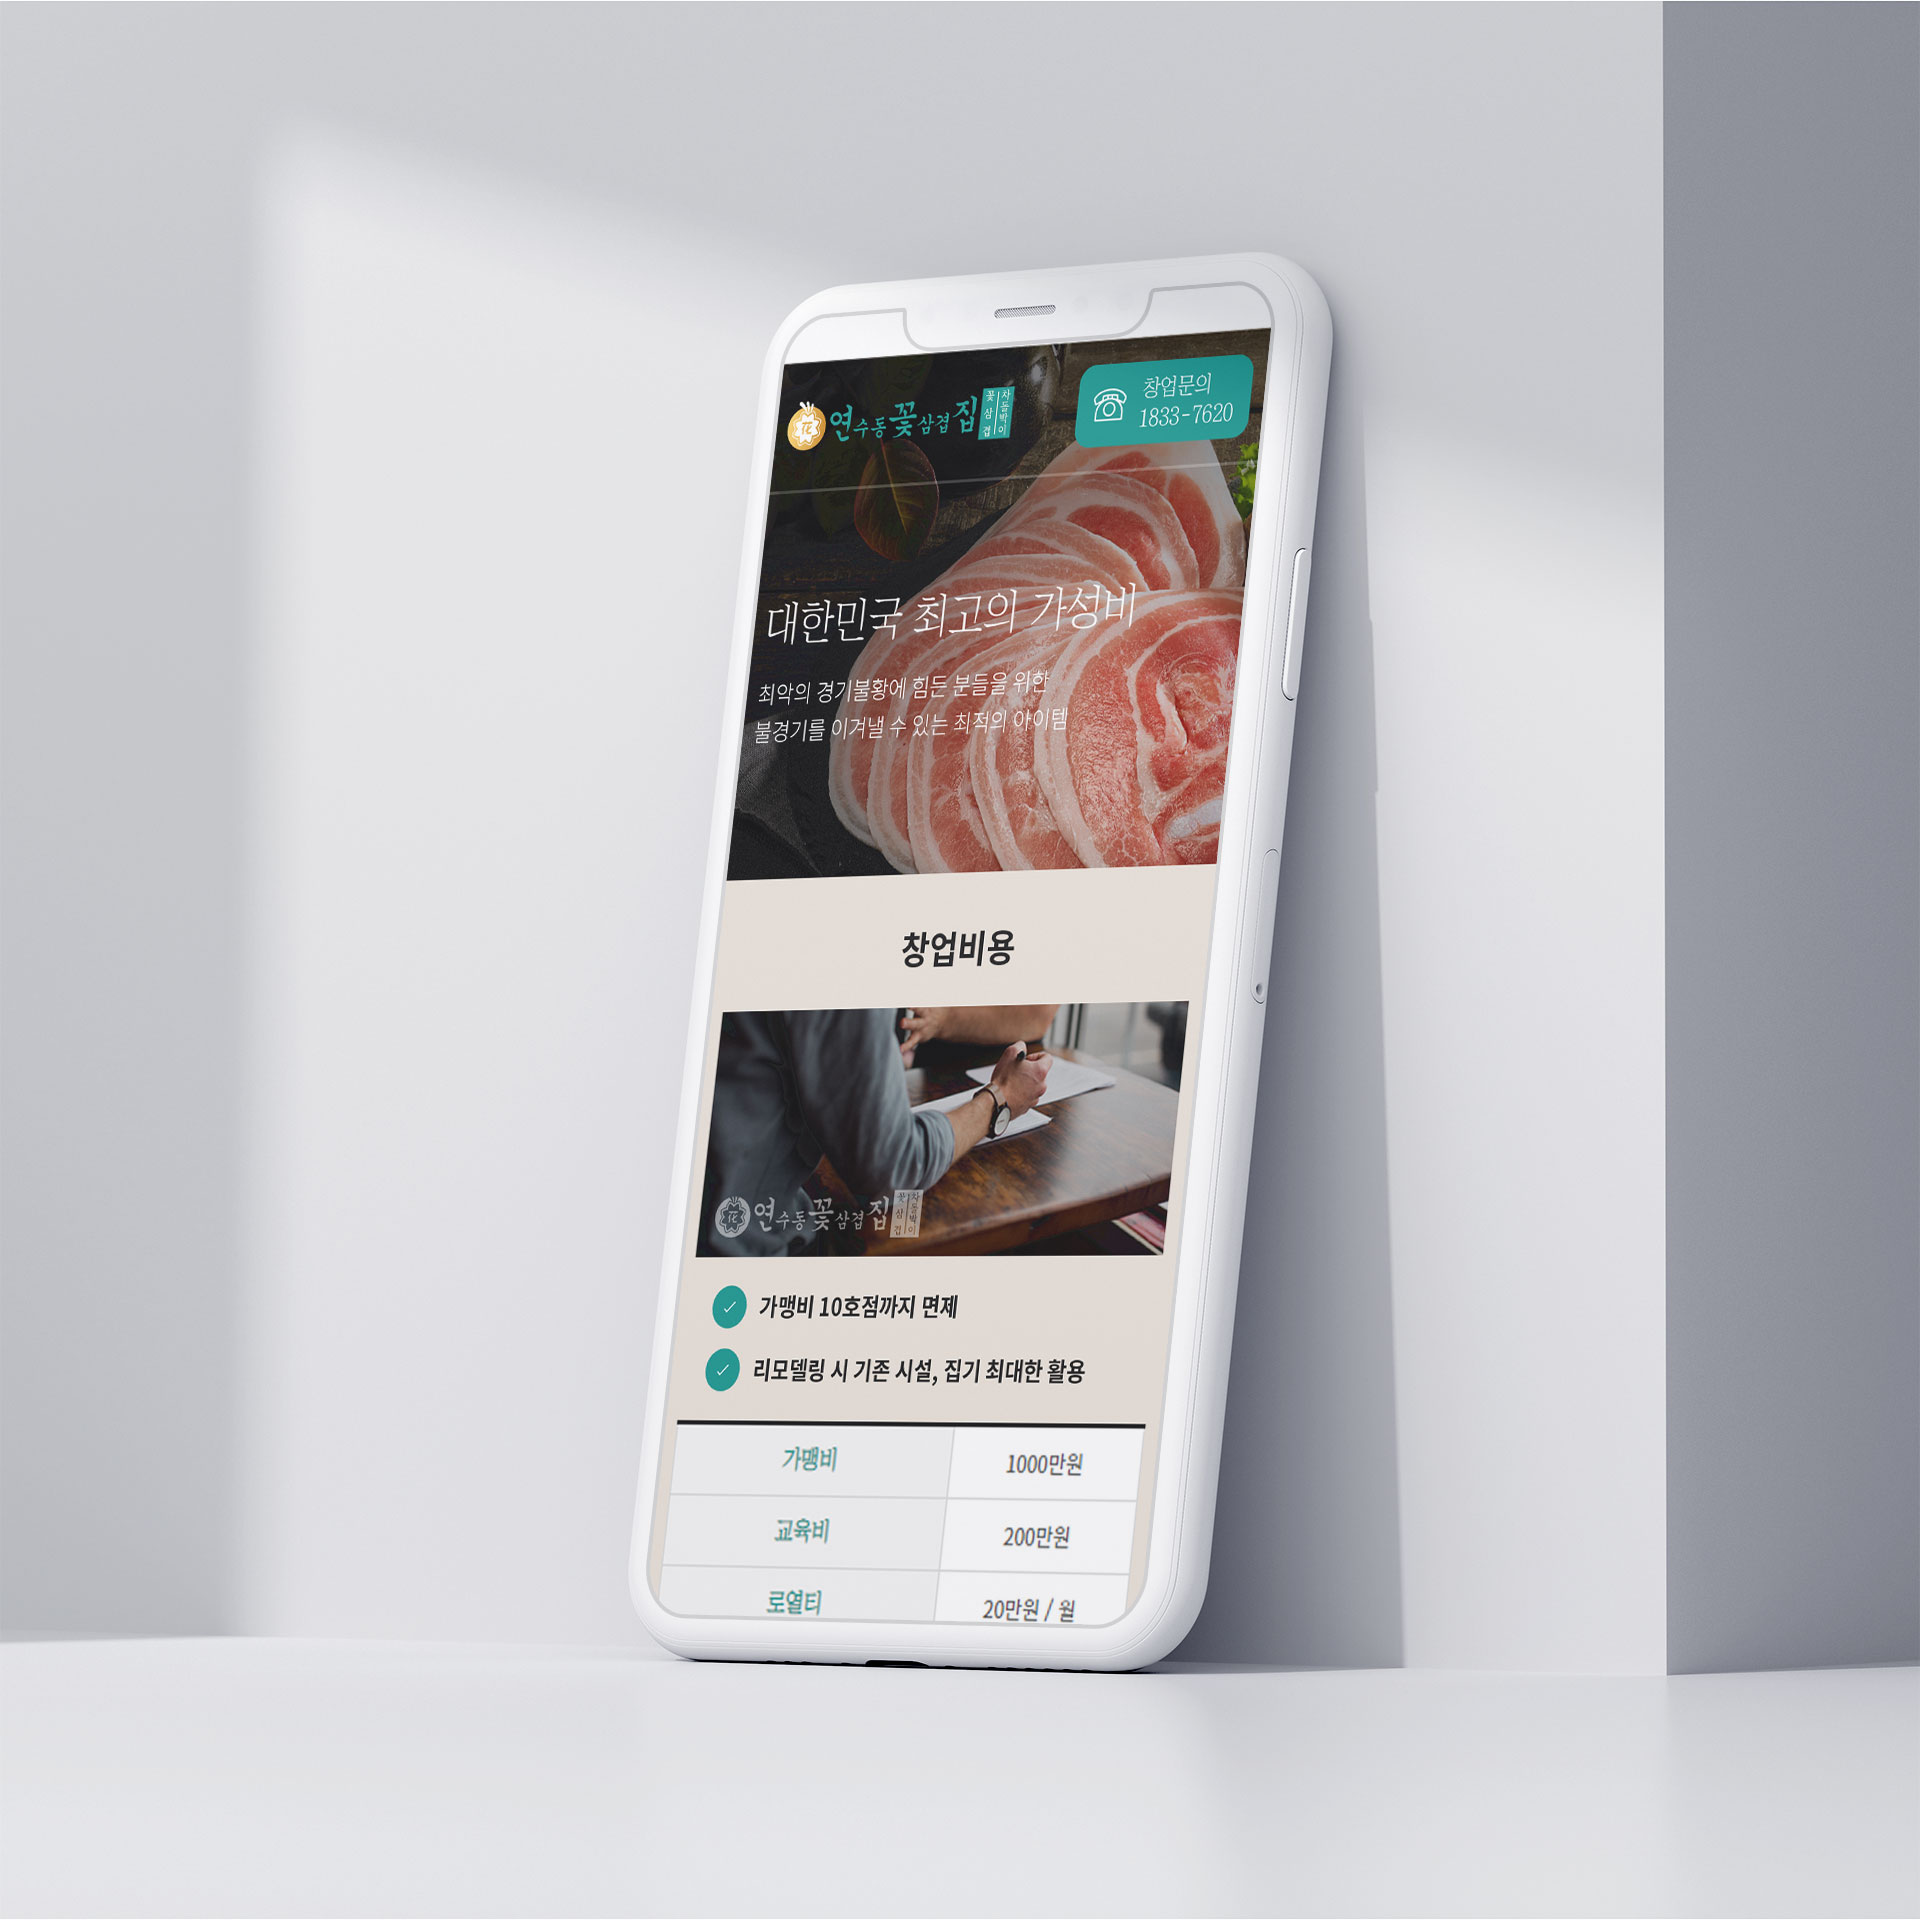 花
연수동꽃삼겹집
꽃삼겹
차돌박이
창업문의
1833-7620
대한민국 최고의 가성비
최악의 경기불황에 힘든 분들을 위한
불경기를 이겨낼 수 있는 최적의 아이템
창업비용
花
연수동꽃삼겹집
꽃삼겹
차돌박이
가맹비 10호점까지 면제
리모델링 시 기존 시설, 집기 최대한 활용
가맹비 1000만원
교육비 200만원
로열티 20만원 / 월